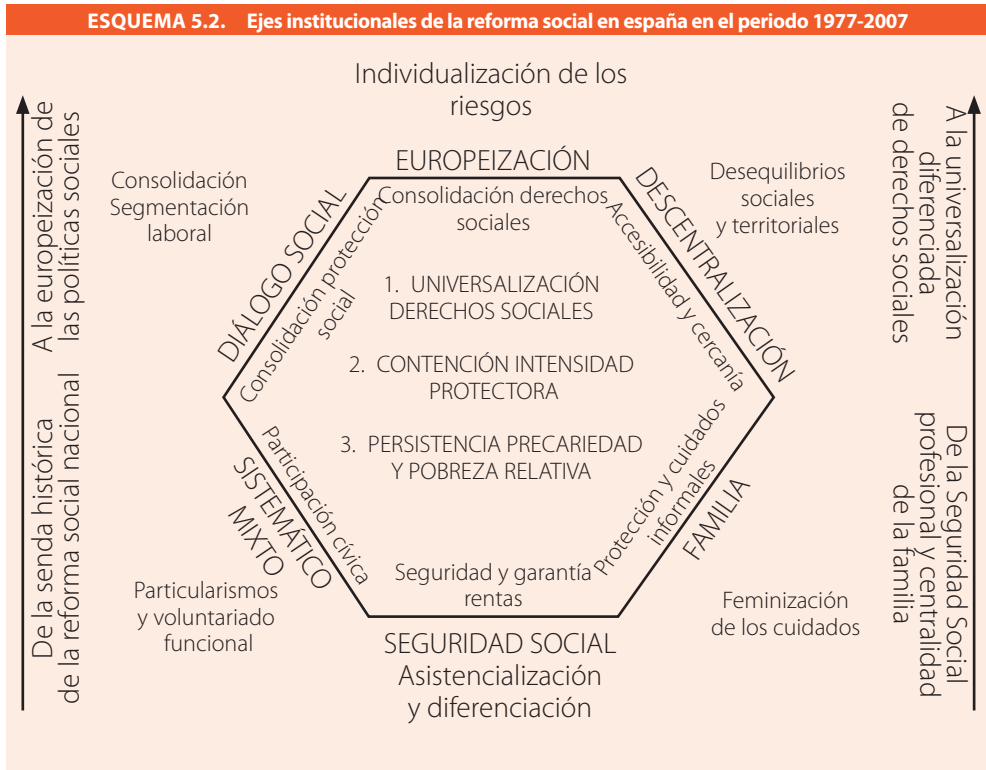 ESQUEMA 5.2. Ejes institucionales de la reforma social en españa en el periodo 1977-2007
Individualización de los
riesgos
A la europeización de
las políticas sociales
De la senda histórica
de la reforma social nacional
Consolidación
Segmentación
laboral
EUROPEIZACIÓN
Consolidación derechos
sociales
DIÁLOGO SOCIAL
Consolidación protección
social
DESCENTRALIZACIÓN
Accesibilidad y cercanía
Desequilibrios
sociales
y territoriales
A la universalización
diferenciada
de derechos sociales
De la Seguridad Social
profesional y centralidad
de la familia
1. UNIVERSALIZACIÓN
DERECHOS SOCIALES
2. CONTENCIÓN INTENSIDAD
PROTECTORA
3. PERSISTENCIA PRECARIEDAD
Y POBREZA RELATIVA
Participación cívica
SISTEMÁTICO
MIXTO
Protección y cuidados
informales
FAMILIA
Particularismos
y voluntariado
funcional
Seguridad y garantía
rentas
Feminización
de los cuidados
SEGURIDAD SOCIAL
Asistencialización
y diferenciación